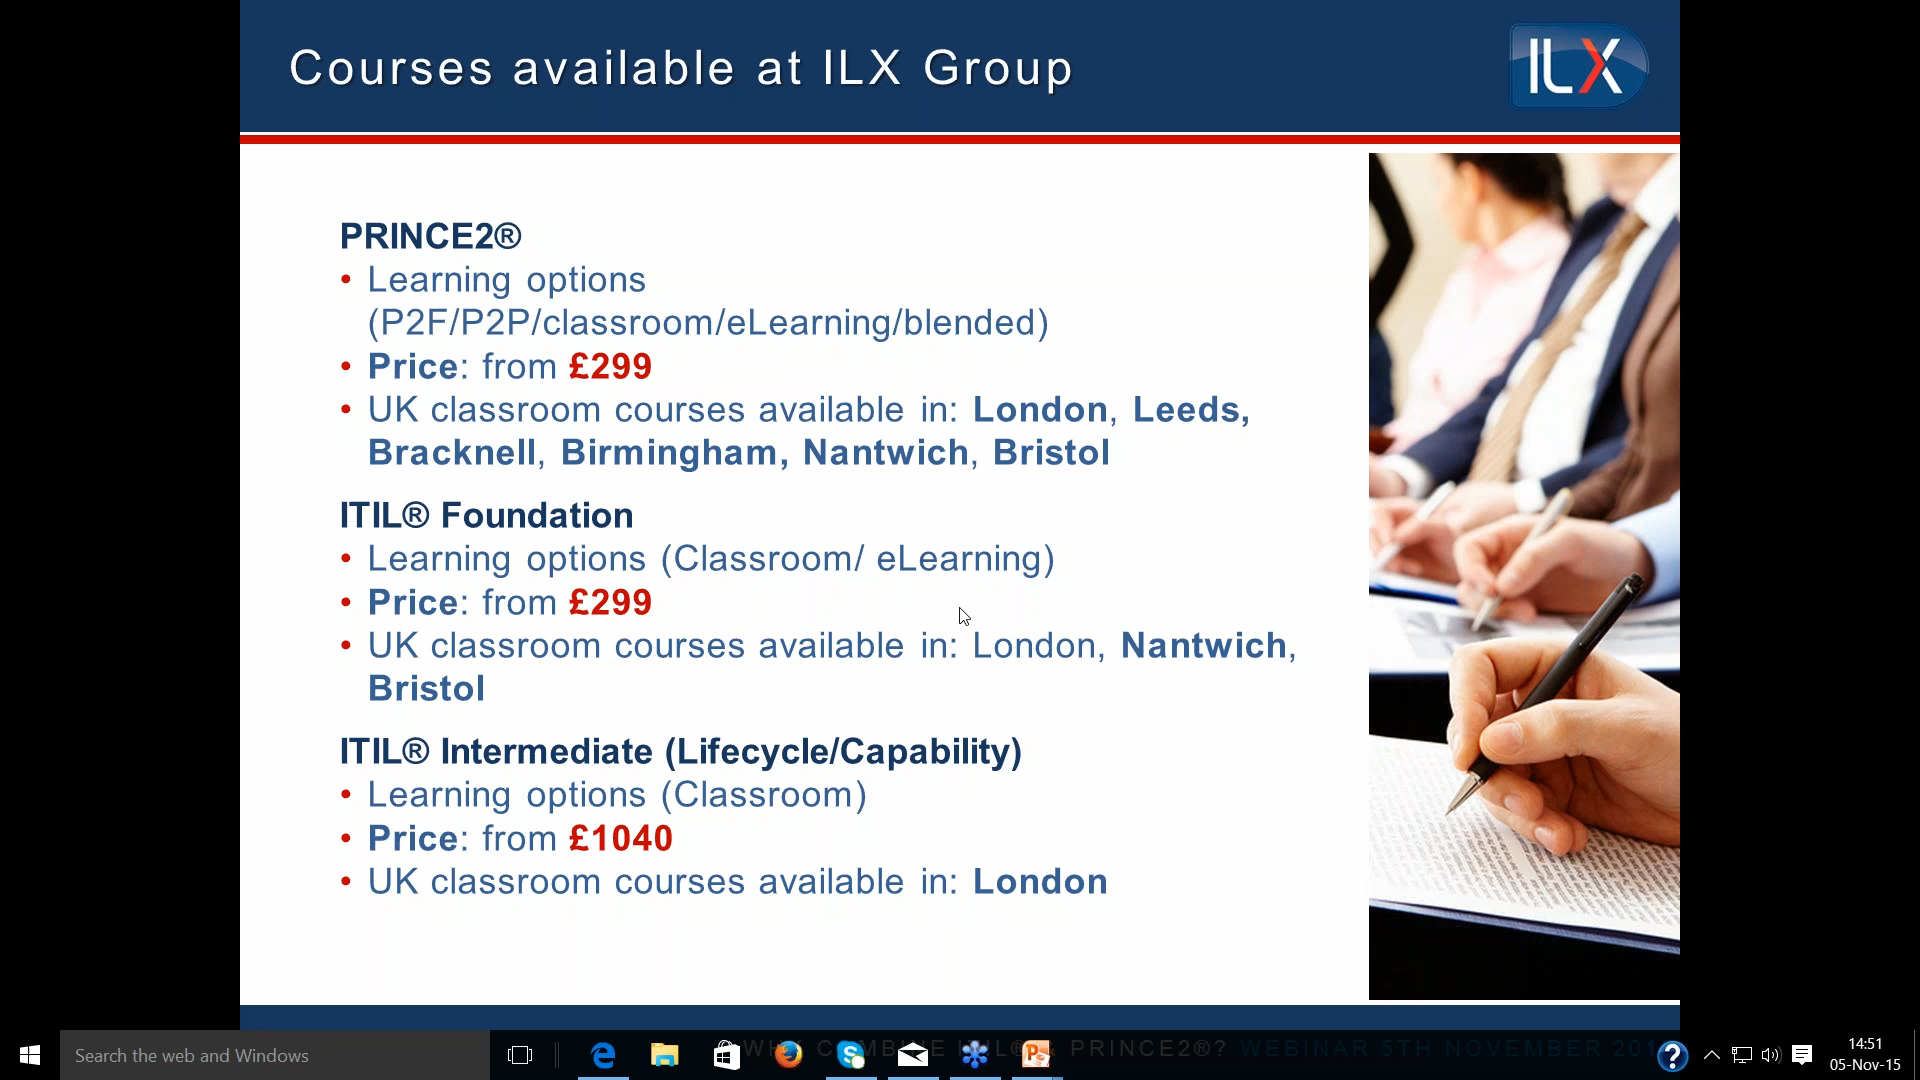 Courses available at ILX Group
ILX
PRINCE2®
• Learning options
(P2F/P2P/classroom/eLearning/blended)
• Price: from £299
• UK classroom courses available in: London, Leeds,
Bracknell, Birmingham, Nantwich, Bristol
ITIL® Foundation
• Learning options (Classroom/ eLearning)
• Price: from £299
• UK classroom courses available in: London, Nantwich,
Bristol
ITIL® Intermediate (Lifecycle/Capability)
• Learning options (Classroom)
• Price: from £1040
• UK classroom courses available in: London
Search the web and Windows
PRINCE2®? WEBINAR 5TH NOVEMBER
14:51
05-Nov-15